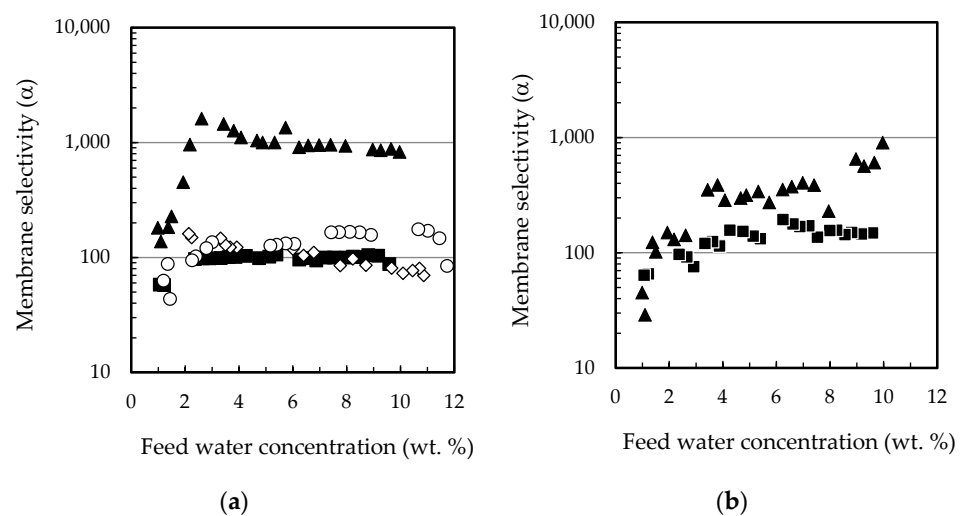 10,000
1,000
100
10
0 2 4 6 8 10 12
Membrane selectivity (α)
Feed water concentration (wt. %)
(a)
10,000
1,000
100
10
0 2 4 6 8 10 12
Membrane selectivity (α)
Feed water concentration (wt. %)
(b)